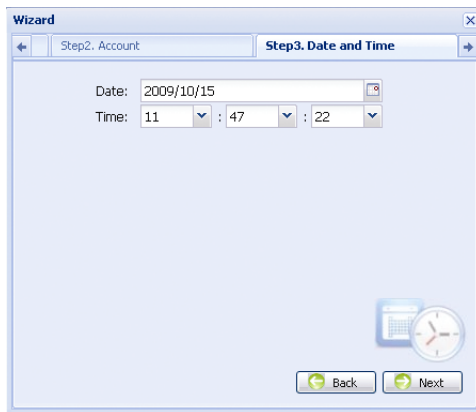 Wizard
Step2. Account
Step3. Date and Time
Date: 2009/10/15
Time: 11 : 47 : 22
Back
Next